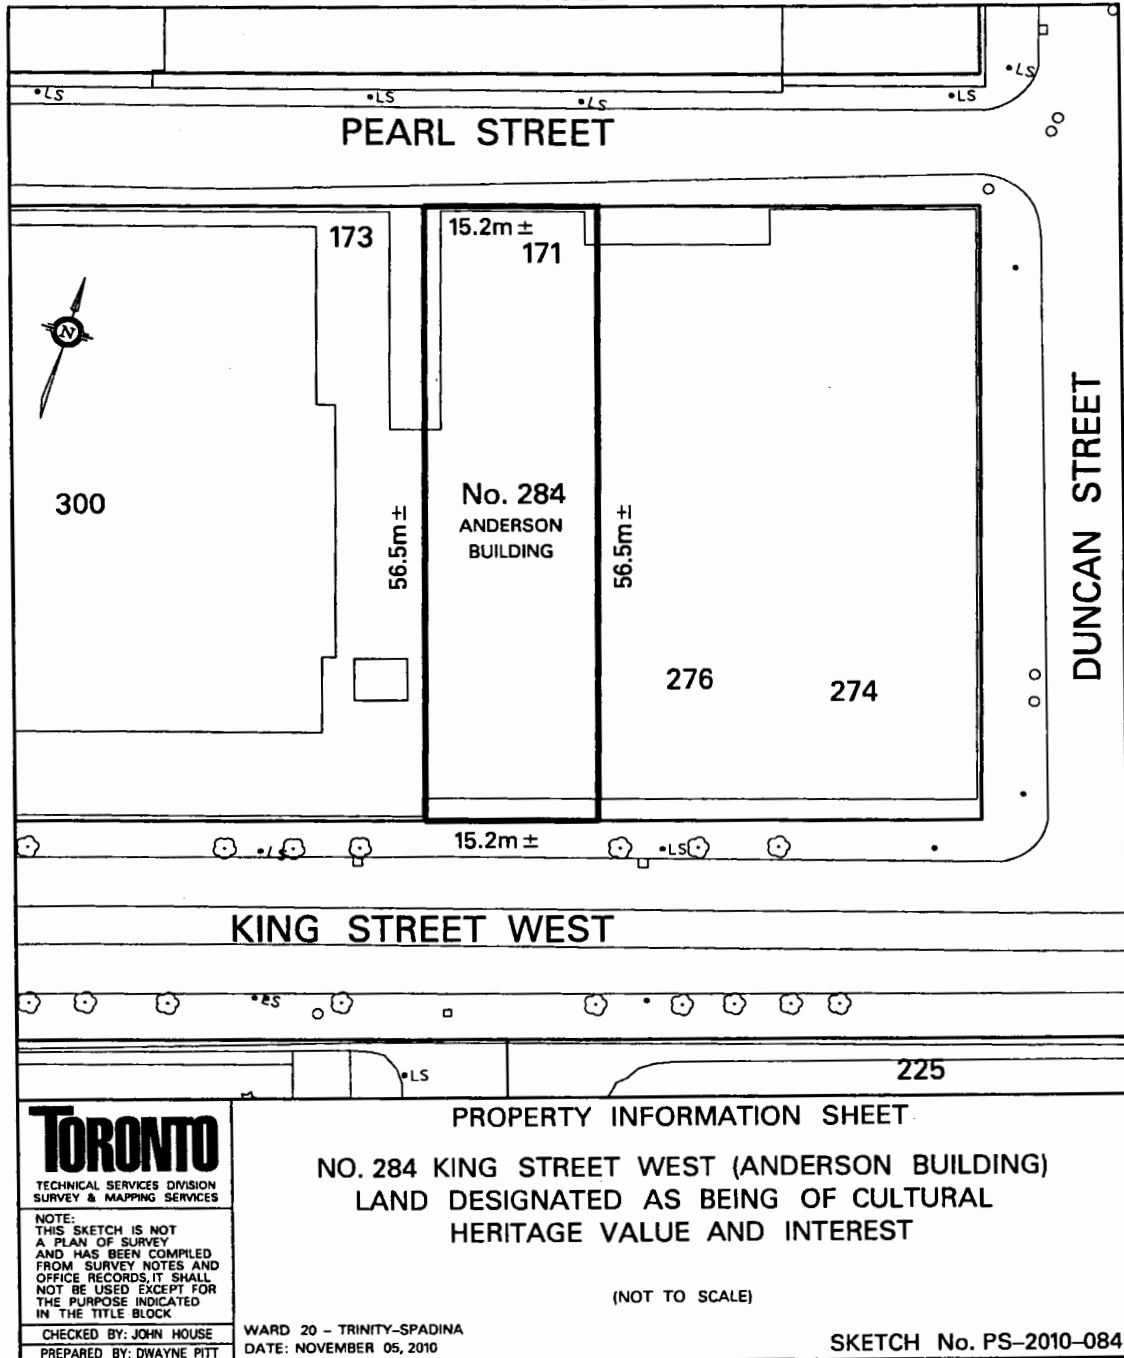 LS
LS
LS
LS
LS
PEARL STREET
173
15.2m ±
171
N
300
No. 284
ANDERSON
BUILDING
56.5m ±
56.5m ±
DUNCAN STREET
276
274
15.2m ±
LS
LS
KING STREET WEST
LS
LS
225
TORONTO
TECHNICAL SERVICES DIVISION
SURVEY & MAPPING SERVICES
NOTE:
THIS SKETCH IS NOT
A PLAN OF SURVEY
AND HAS BEEN COMPILED
FROM SURVEY NOTES AND
OFFICE RECORDS, IT SHALL
NOT BE USED EXCEPT FOR
THE PURPOSE INDICATED
IN THE TITLE BLOCK
CHECKED BY: JOHN HOUSE
PREPARED BY: DWAYNE PITT
PROPERTY INFORMATION SHEET
NO. 284 KING STREET WEST (ANDERSON BUILDING)
LAND DESIGNATED AS BEING OF CULTURAL
HERITAGE VALUE AND INTEREST
(NOT TO SCALE)
WARD 20 – TRINITY–SPADINA
DATE: NOVEMBER 05, 2010
SKETCH No. PS–2010–084